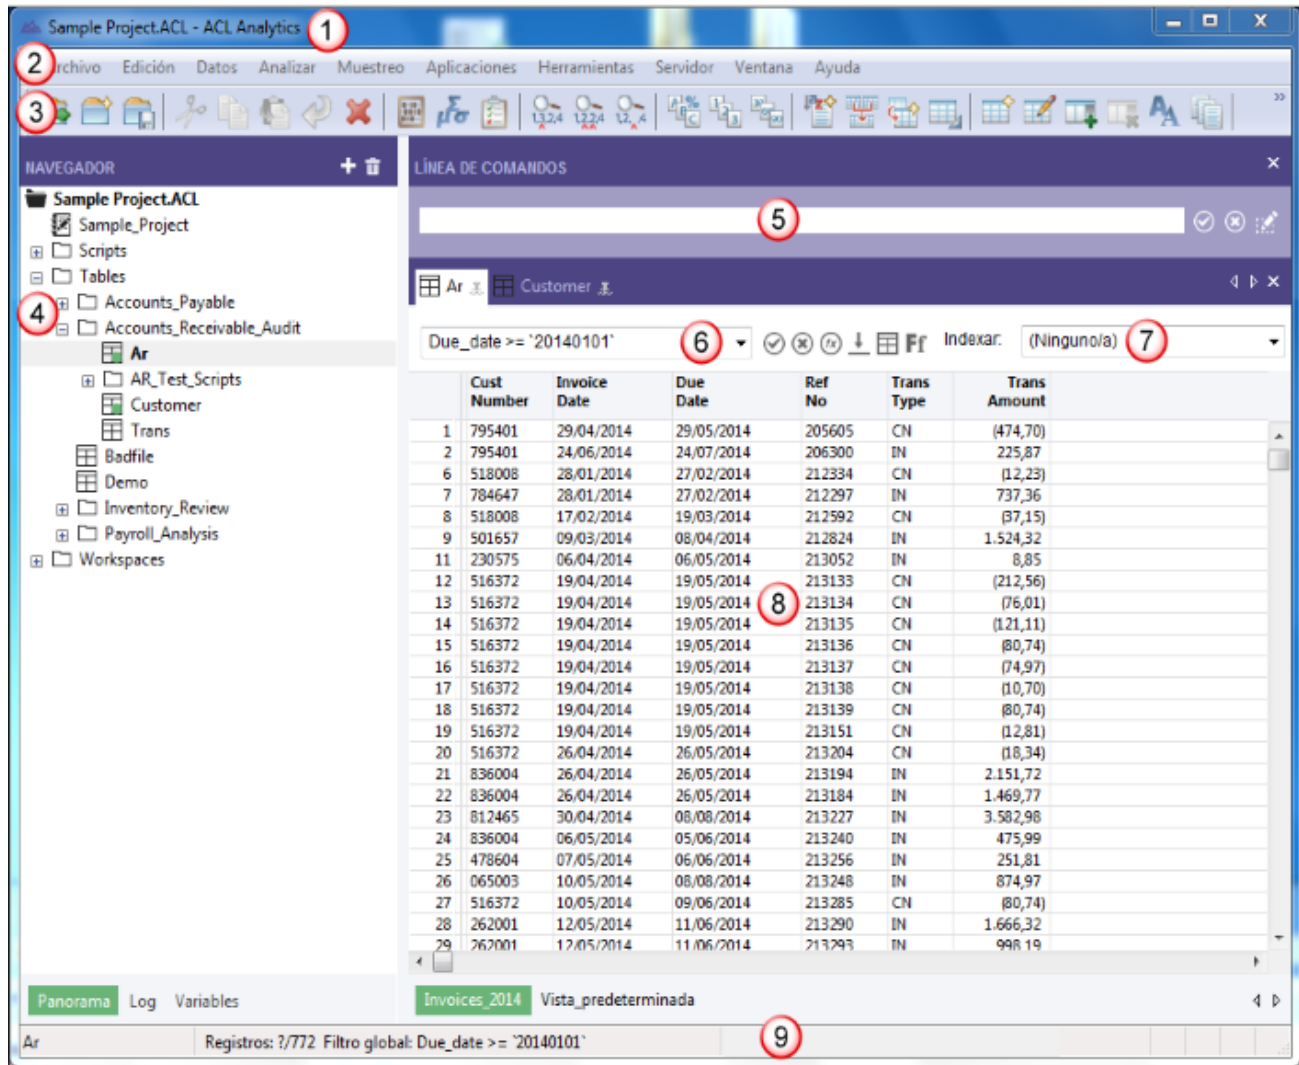 Sample Project.ACL - ACL Analytics 1
2 rchivo Edición Datos Analizar Muestreo Aplicaciones Herramientas Servidor Ventana Ayuda
3
NAVEGADOR
Sample Project.ACL
Sample_Project
Scripts
Tables
Accounts_Payable
4
Accounts_Receivable_Audit
Ar
AR_Test_Scripts
Customer
Trans
Badfile
Demo
Inventory_Review
Payroll_Analysis
Workspaces
Panorama Log Variables
LÍNEA DE COMANDOS
5
Ar Customer
Due_date >= `20140101` 6 Ff Indexar: (Ninguno/a) 7
Cust Invoice Due Ref Trans Trans
Number Date Date No Type Amount
1 795401 29/04/2014 29/05/2014 205605 CN (474,70)
2 795401 24/06/2014 24/07/2014 206300 IN 225,87
6 518008 28/01/2014 27/02/2014 212334 CN (12,23)
7 784647 28/01/2014 27/02/2014 212297 IN 737,36
8 518008 17/02/2014 19/03/2014 212592 CN (37,15)
9 501657 09/03/2014 08/04/2014 212824 IN 1.524,32
11 230575 06/04/2014 06/05/2014 213052 IN 8,85
12 516372 19/04/2014 19/05/2014 213133 CN (212,56)
13 516372 19/04/2014 19/05/2014 8 213134 CN (76,01)
14 516372 19/04/2014 19/05/2014 213135 CN (121,11)
15 516372 19/04/2014 19/05/2014 213136 CN (80,74)
16 516372 19/04/2014 19/05/2014 213137 CN (74,97)
17 516372 19/04/2014 19/05/2014 213138 CN (10,70)
18 516372 19/04/2014 19/05/2014 213139 CN (80,74)
19 516372 19/04/2014 19/05/2014 213151 CN (12,81)
20 516372 26/04/2014 26/05/2014 213204 CN (18,34)
21 836004 26/04/2014 26/05/2014 213194 IN 2.151,72
22 836004 26/04/2014 26/05/2014 213184 IN 1.469,77
23 812465 30/04/2014 08/08/2014 213227 IN 3.582,98
24 836004 06/05/2014 05/06/2014 213240 IN 475,99
25 478604 07/05/2014 06/06/2014 213256 IN 251,81
26 065003 10/05/2014 08/08/2014 213248 IN 874,97
27 516372 10/05/2014 09/06/2014 213285 CN (80,74)
28 262001 12/05/2014 11/06/2014 213290 IN 1.666,32
29 262001 12/05/2014 11/06/2014 213293 IN 998,19
Invoices_2014 Vista_predeterminada
Ar Registros: ?/772 Filtro global: Due_date >= `20140101` 9